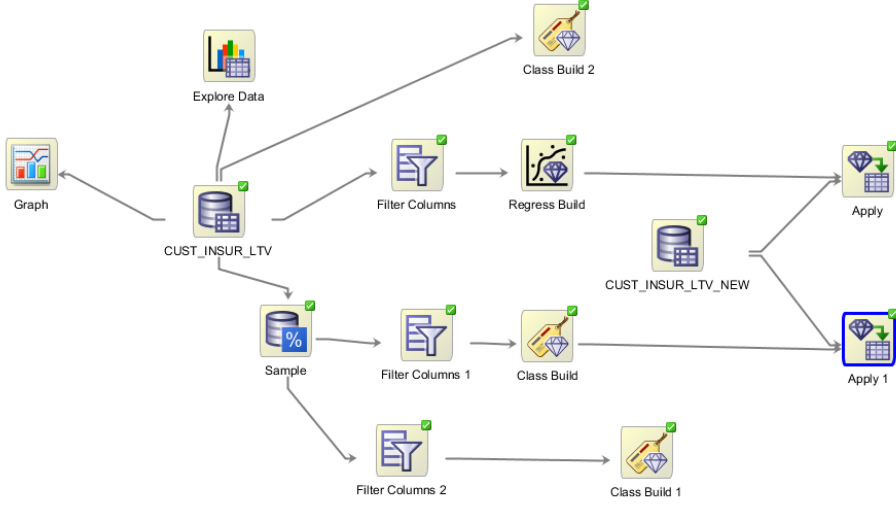 Class Build 2
Explore Data
Graph
Filter Columns
Regress Build
Apply
CUST_INSUR_LTV
CUST_INSUR_LTV_NEW
%
Sample
Filter Columns 1
Class Build
Apply 1
Filter Columns 2
Class Build 1